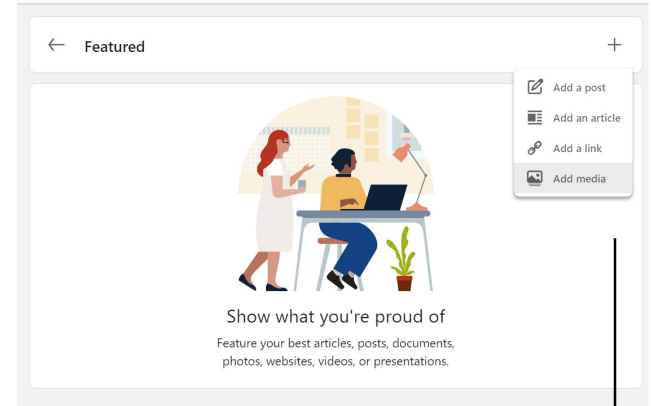 Featured
Add a post
Add an article
Add a link
Add media
Show what you're proud of
Feature your best articles, posts, documents,
photos, websites, videos, or presentations.